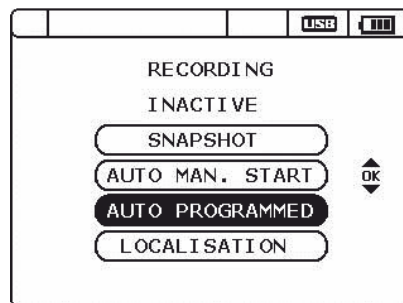 USB
RECORDING
INACTIVE
SNAPSHOT
AUTO MAN. START
OK
AUTO PROGRAMMED
LOCALISATION